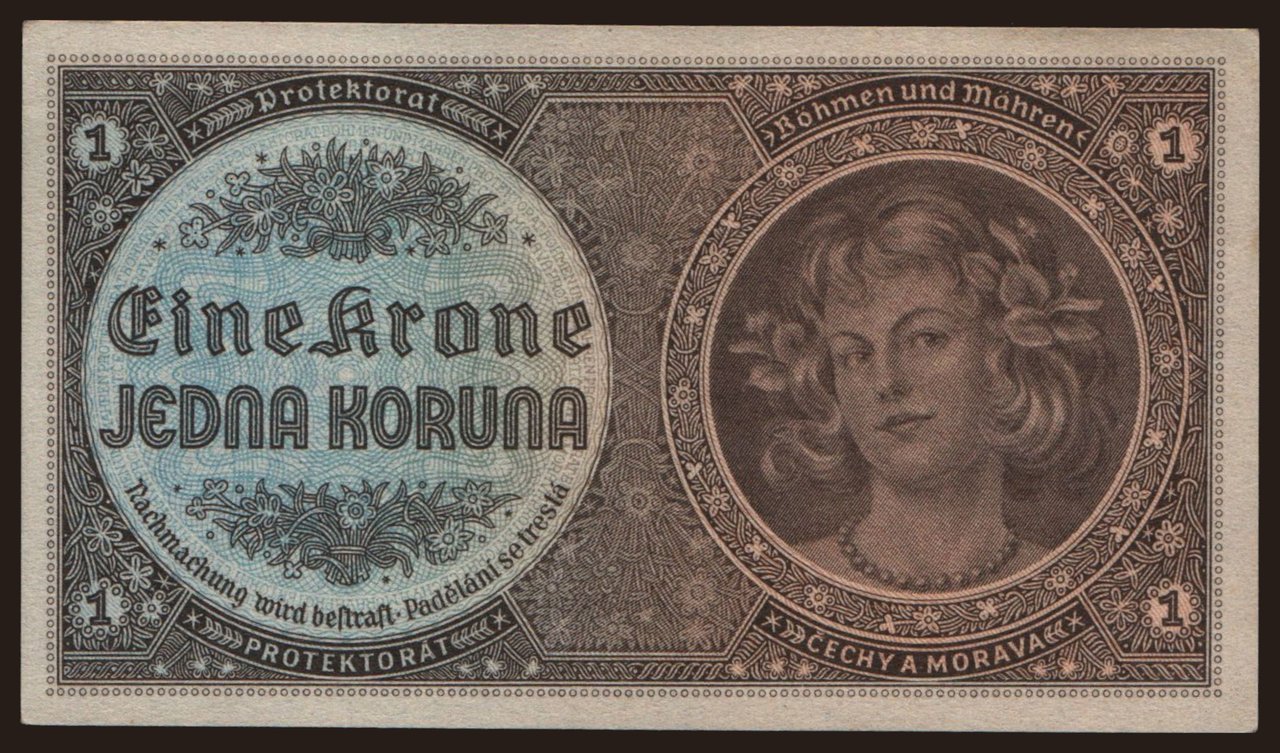 Protektorat
Böhmen und Mähren
1
1
Eine Krone
JEDNA KORUNA
Nachmachung wird bestraft · Padělání se trestá
1
1
PROTEKTORÁT
ČECHY A MORAVA